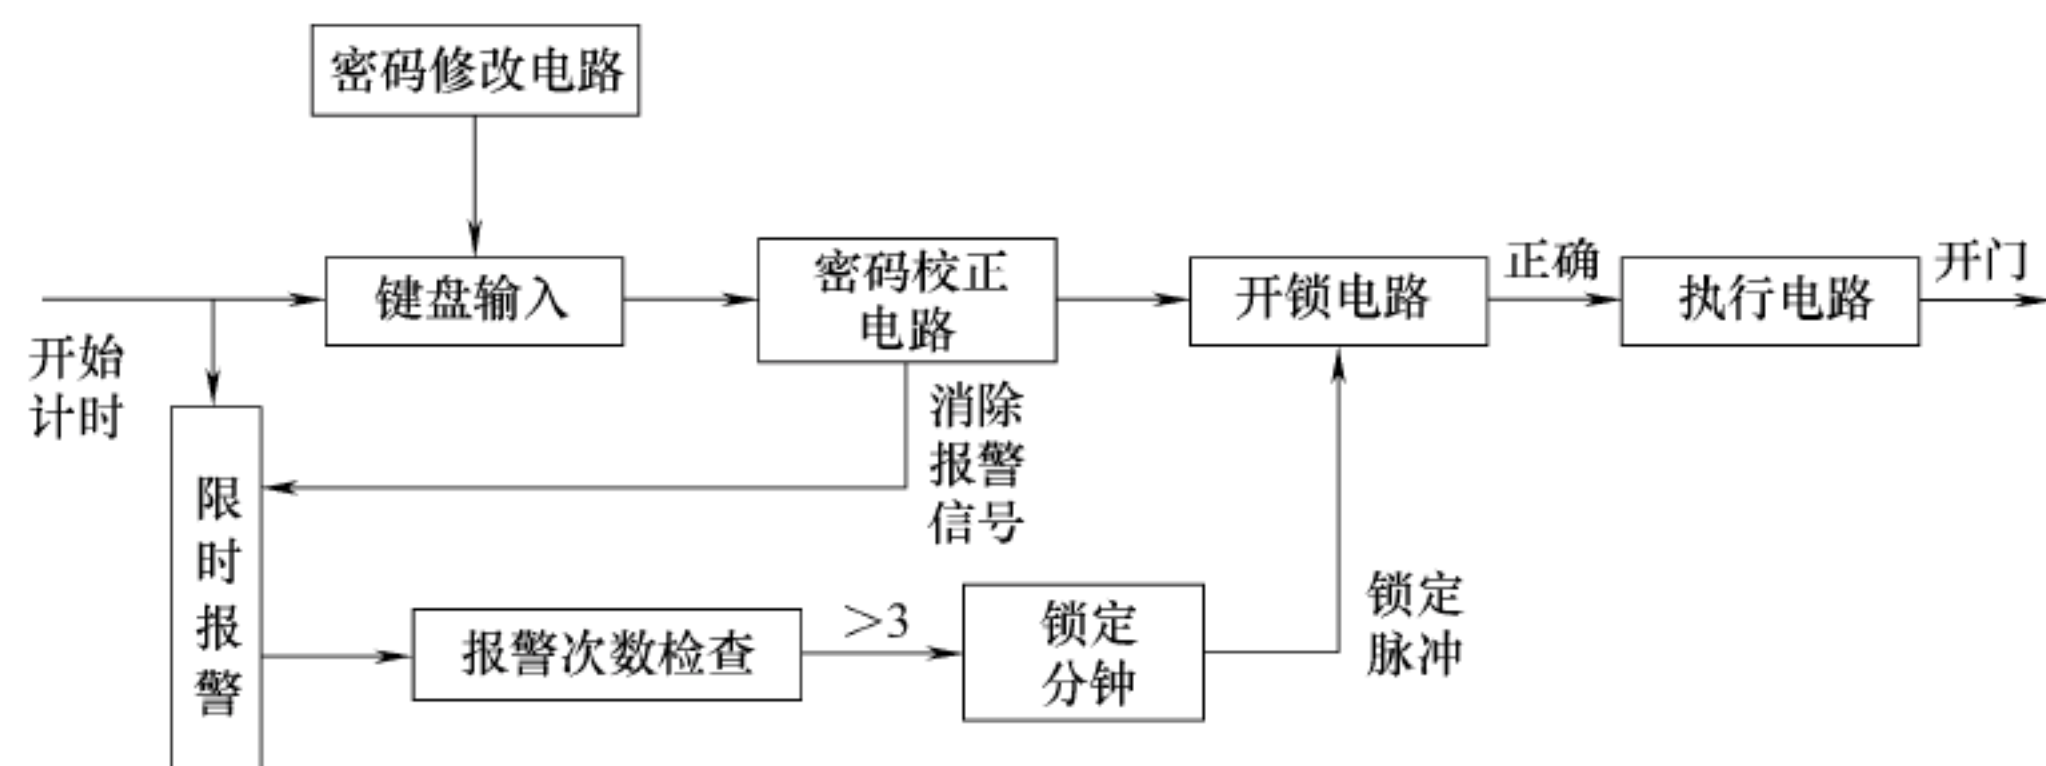 密码修改电路
键盘输入
密码校正
电路
开锁电路
正确
执行电路
开门
开始
计时
消除
报警
信号
限
时
报
警
报警次数检查
>3
锁定
分钟
锁定
脉冲